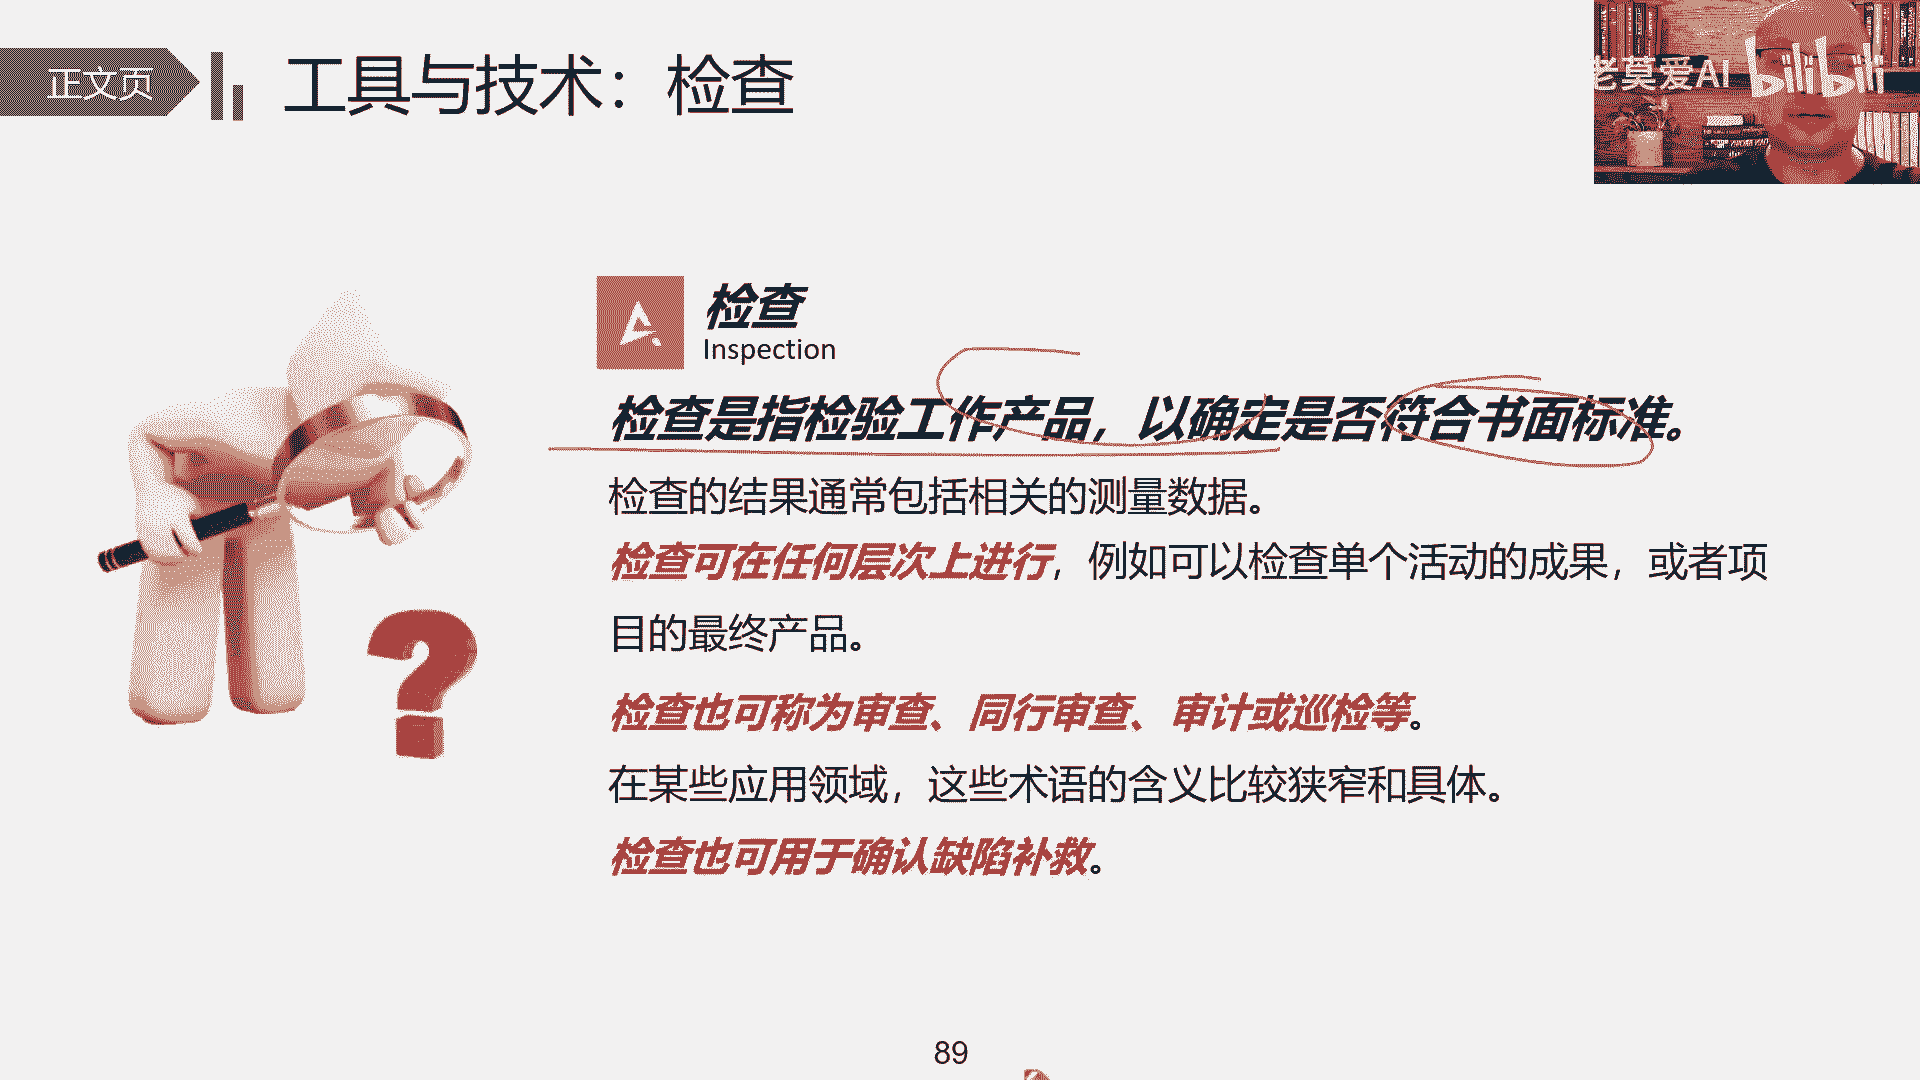 正文页
工具与技术：检查
老莫爱AI
bilibili
检查
Inspection
检查是指检验工作产品，以确定是否符合书面标准。
检查的结果通常包括相关的测量数据。
检查可在任何层次上进行，例如可以检查单个活动的成果，或者项
目的最终产品。
检查也可称为审查、同行审查、审计或巡检等。
在某些应用领域，这些术语的含义比较狭窄和具体。
检查也可用于确认缺陷补救。
89